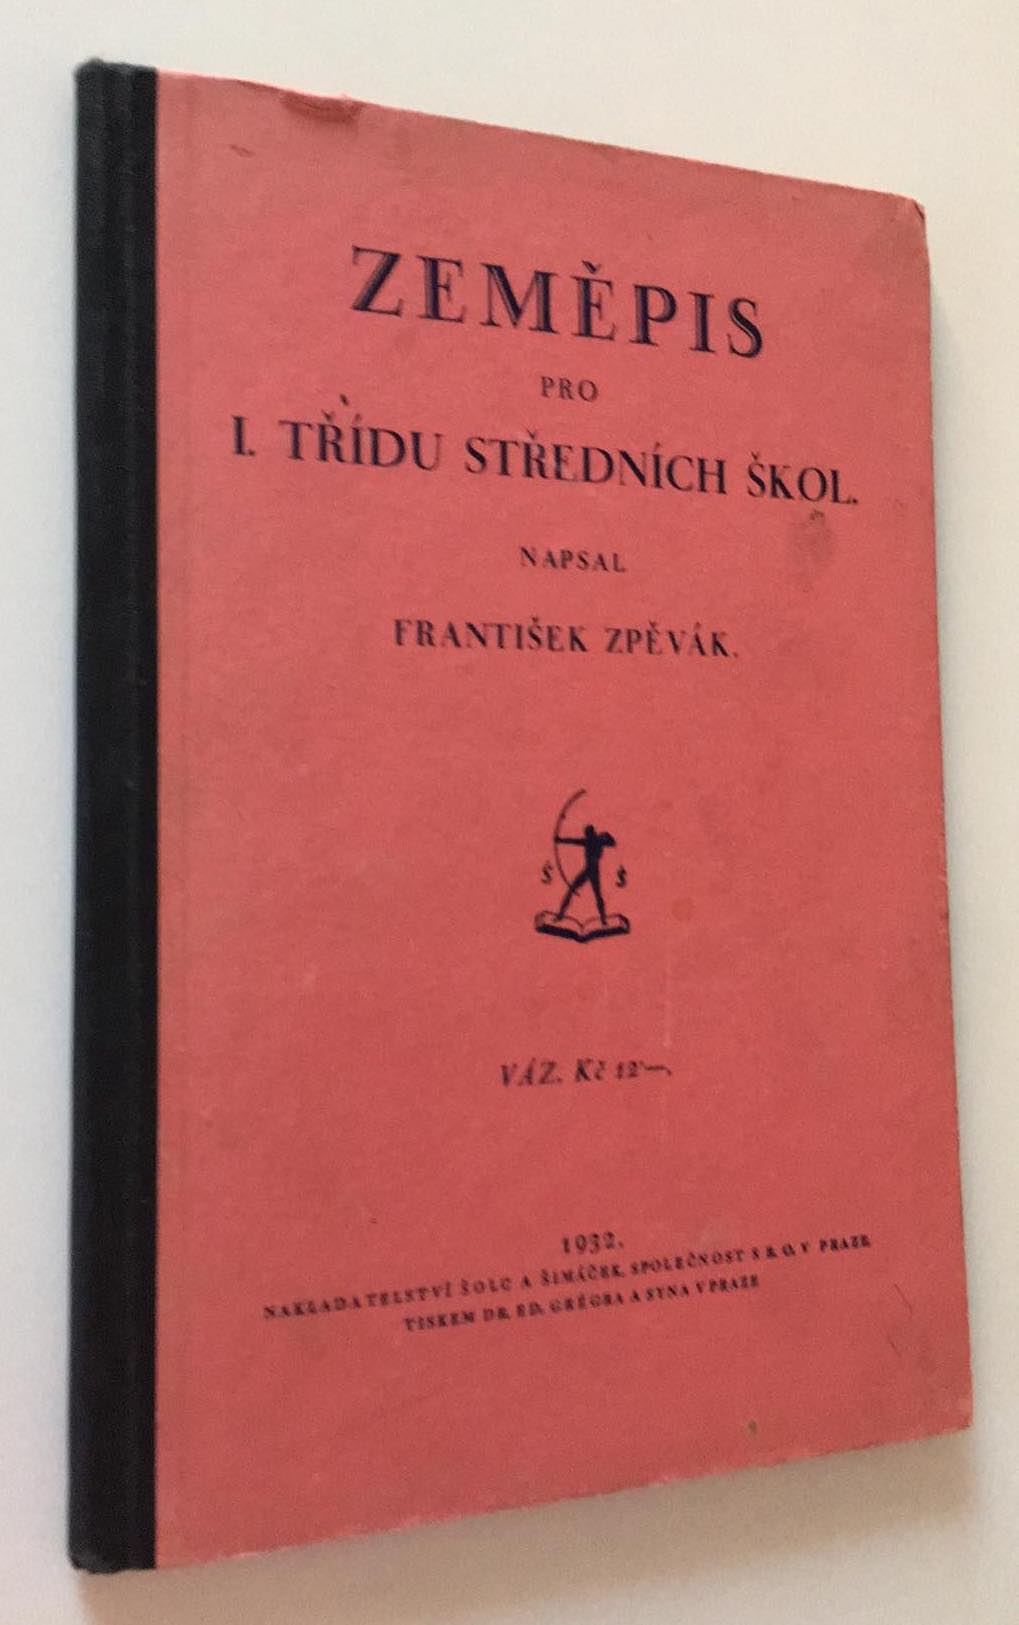 ZEMĚPIS
PRO
I. TŘÍDU STŘEDNÍCH ŠKOL.
NAPSAL
FRANTIŠEK ZPĚVÁK.
Š Š
VÁZ. Kč 12·—.
1932.
NAKLADATELSTVÍ ŠOLC A ŠIMÁČEK, SPOLEČNOST S R. O. V PRAZE
TISKEM DR. ED. GRÉGRA A SYNA V PRAZE